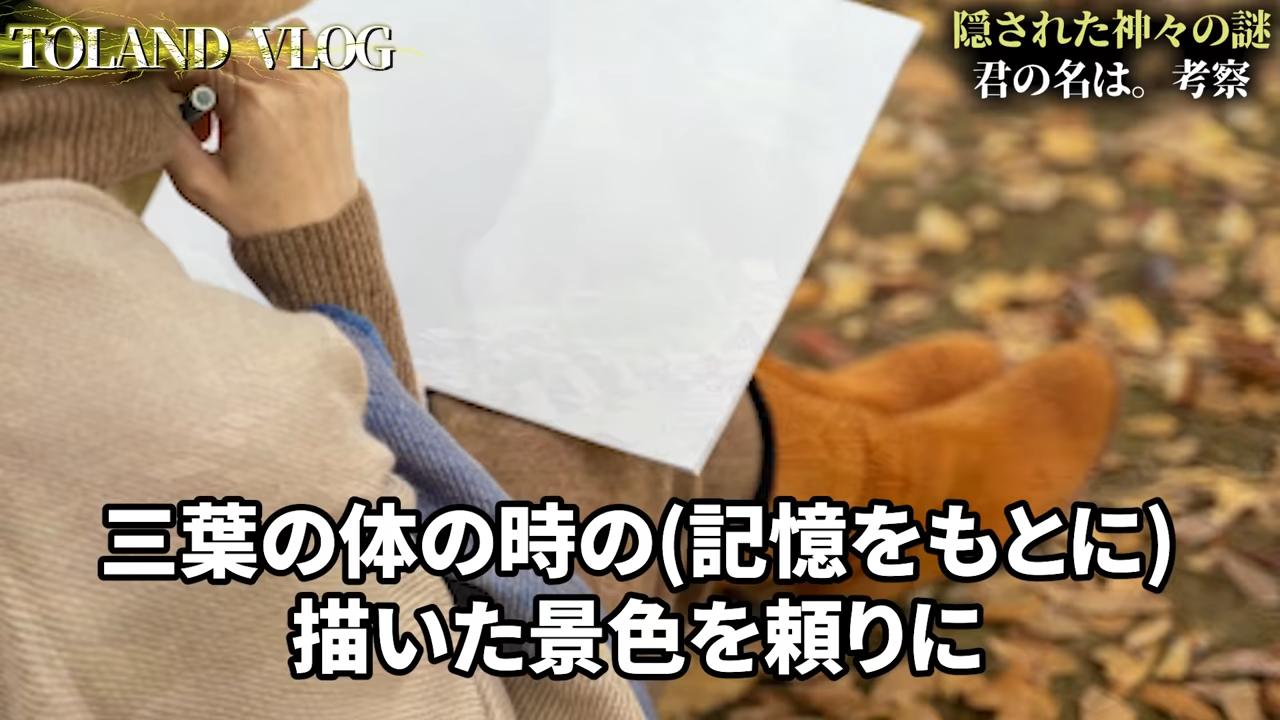 TOLAND VLOG
隠された神々の謎
君の名は。考察
三葉の体の時の(記憶をもとに)
描いた景色を頼りに